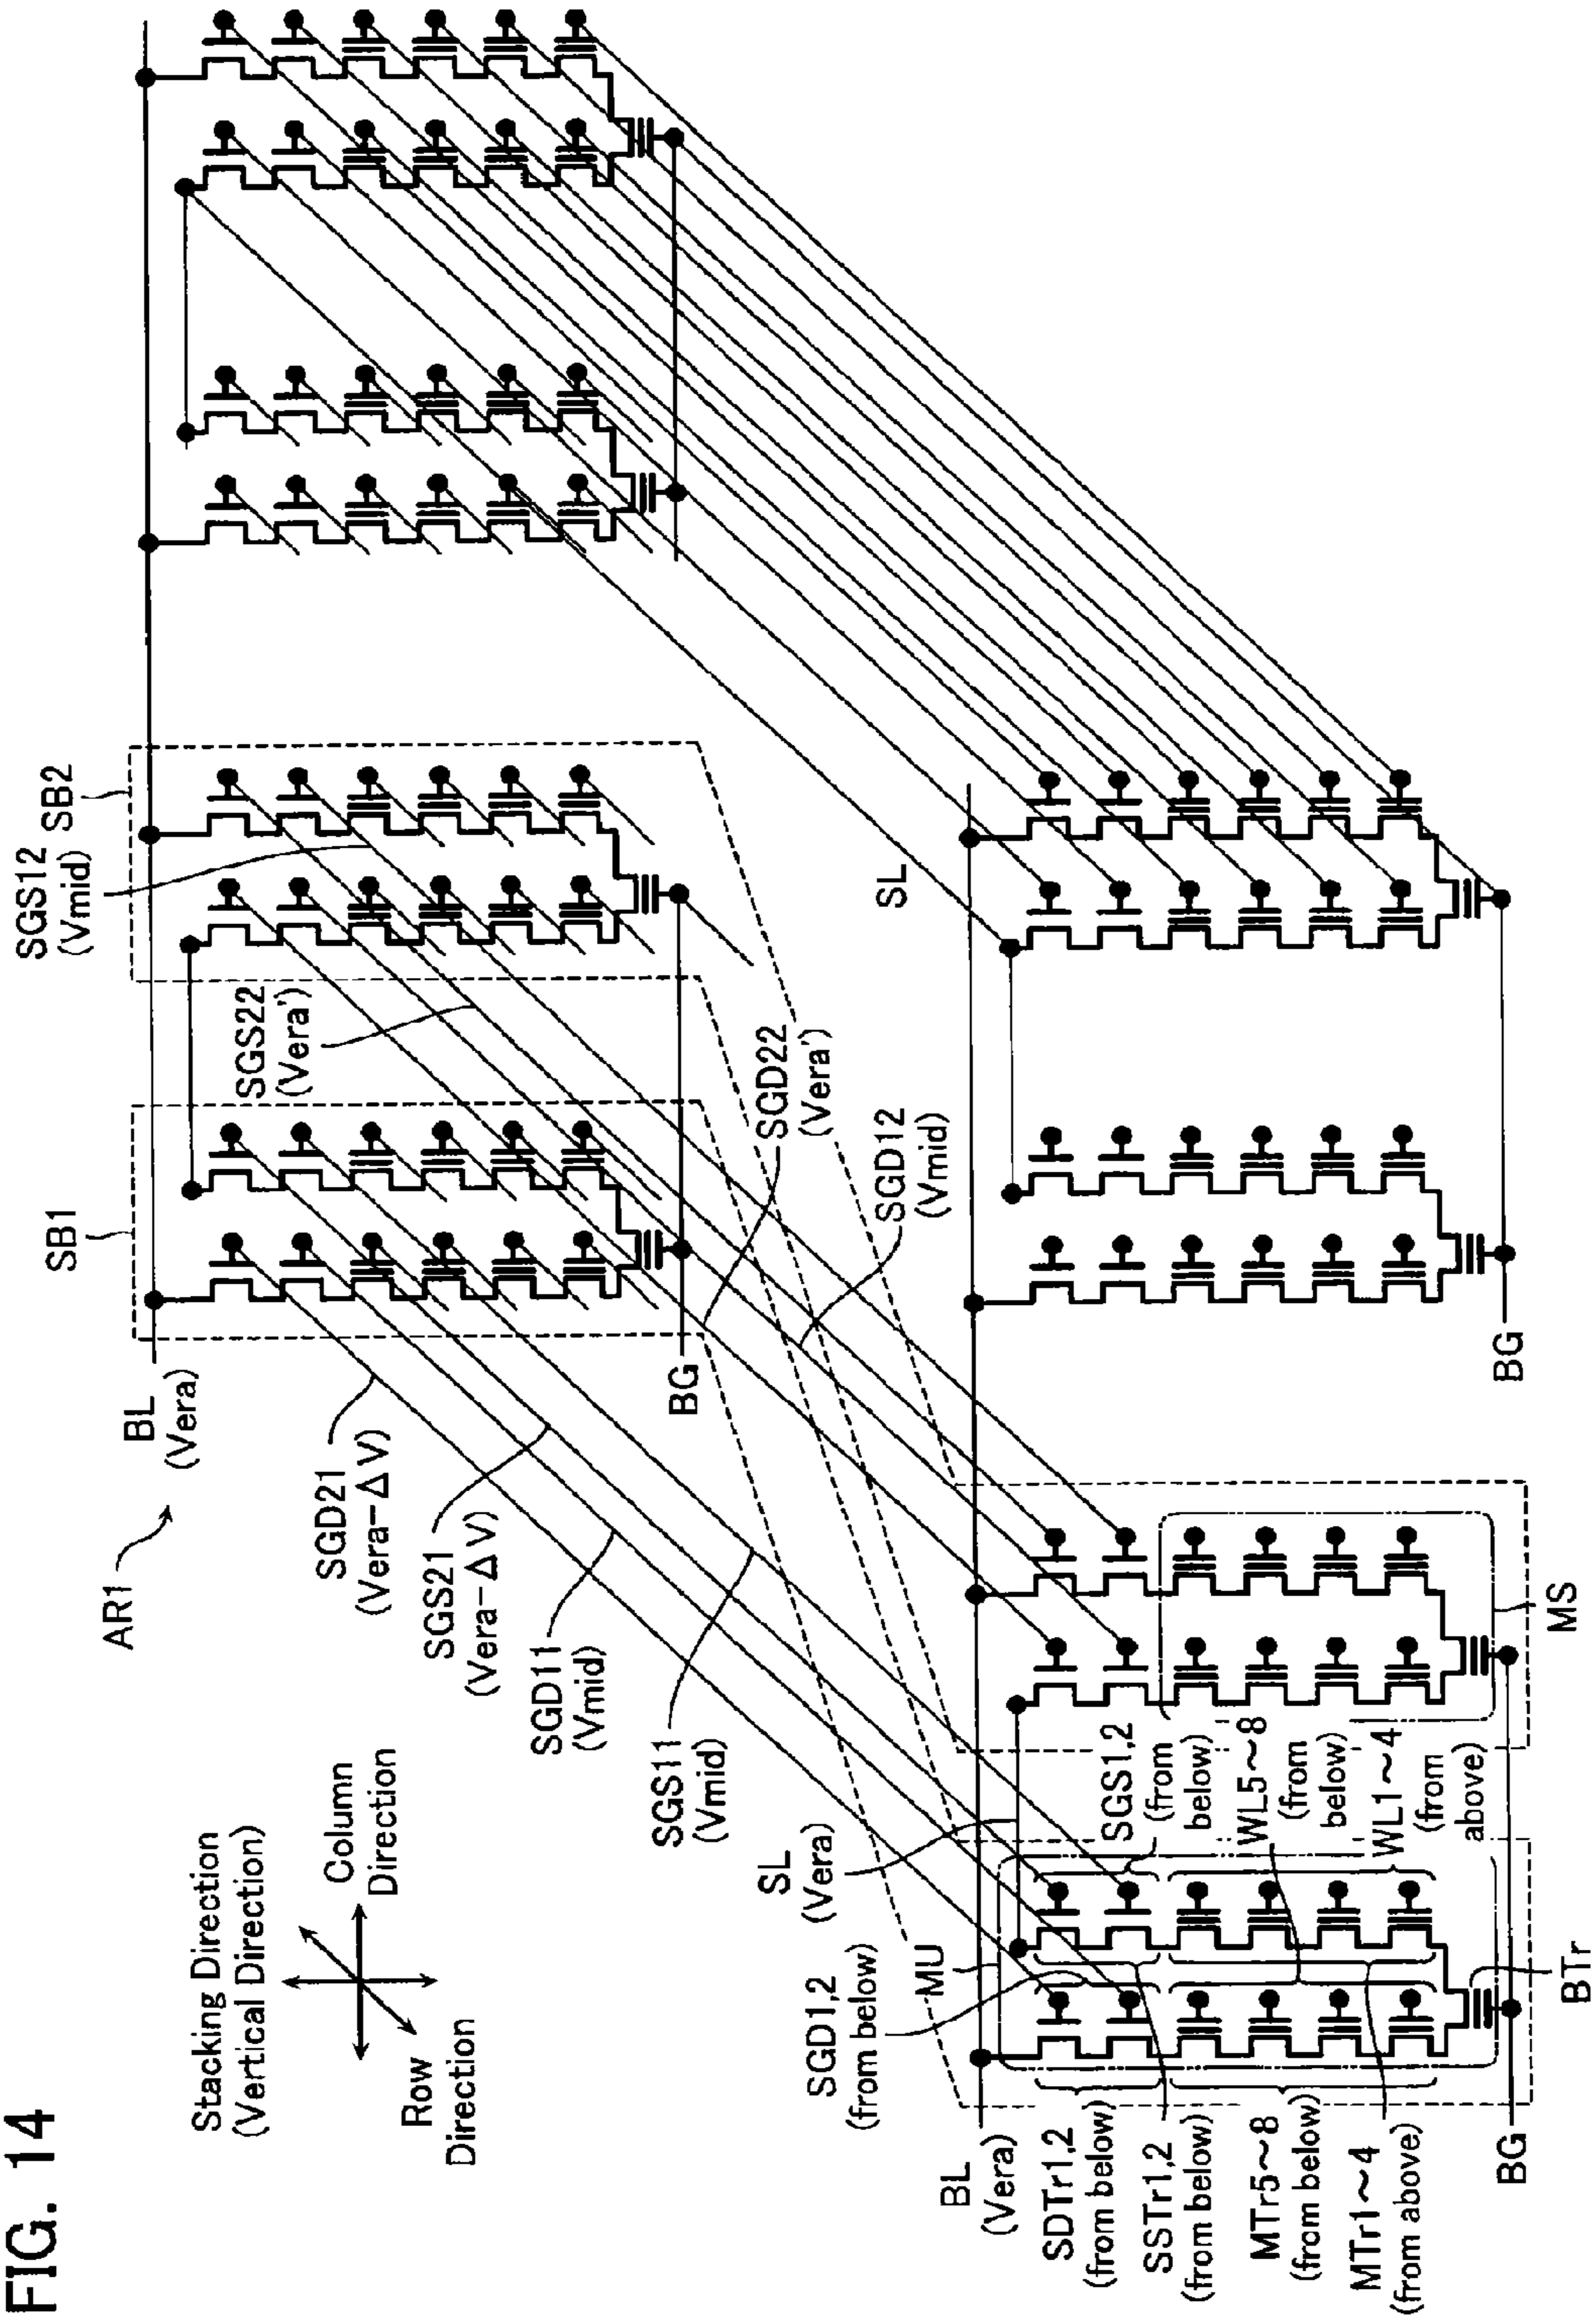 FIG. 14
Stacking Direction
(Vertical Direction)
Column
Direction
Row
Direction
AR1
BL
(Vera)
SB1
SB2
SGS12
(Vmid)
SGS22
(Vera')
SGD21
(Vera-ΔV)
SGS21
(Vera-ΔV)
SGD11
(Vmid)
SGS11
(Vmid)
BG
SGD22
(Vera')
SGD12
(Vmid)
SL
SL
(Vera)
MU
SGD1,2
(from below)
SGS1,2
(from
below)
WL5~8
(from
below)
WL1~4
(from
above)
MS
BL
(Vera)
SDTr1,2
(from below)
SSTr1,2
(from below)
MTr5~8
(from below)
MTr1~4
(from above)
BG
BTr
BG